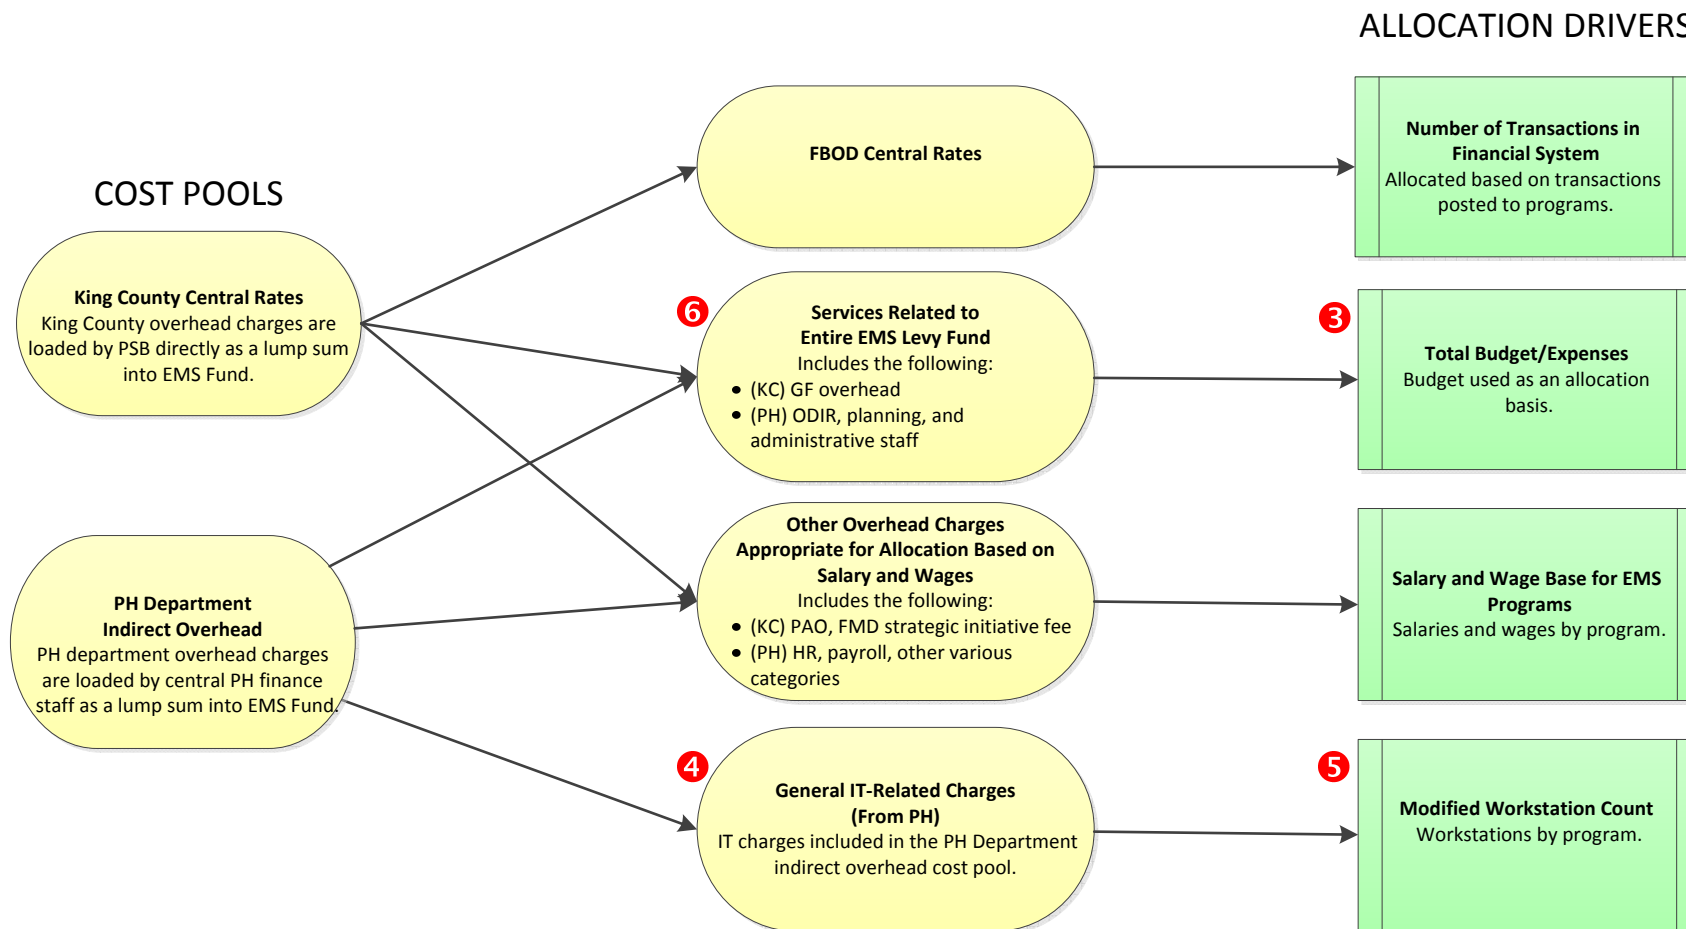 ALLOCATION DRIVERS
COST POOLS
King County Central Rates
King County overhead charges are
loaded by PSB directly as a lump sum
into EMS Fund.
PH Department
Indirect Overhead
PH department overhead charges
are loaded by central PH finance
staff as a lump sum into EMS Fund.
FBOD Central Rates
6
Services Related to
Entire EMS Levy Fund
Includes the following:
• (KC) GF overhead
• (PH) ODIR, planning, and
administrative staff
Other Overhead Charges
Appropriate for Allocation Based on
Salary and Wages
Includes the following:
• (KC) PAO, FMD strategic initiative fee
• (PH) HR, payroll, other various
categories
4
General IT-Related Charges
(From PH)
IT charges included in the PH Department
indirect overhead cost pool.
Number of Transactions in
Financial System
Allocated based on transactions
posted to programs.
3
Total Budget/Expenses
Budget used as an allocation
basis.
Salary and Wage Base for EMS
Programs
Salaries and wages by program.
5
Modified Workstation Count
Workstations by program.